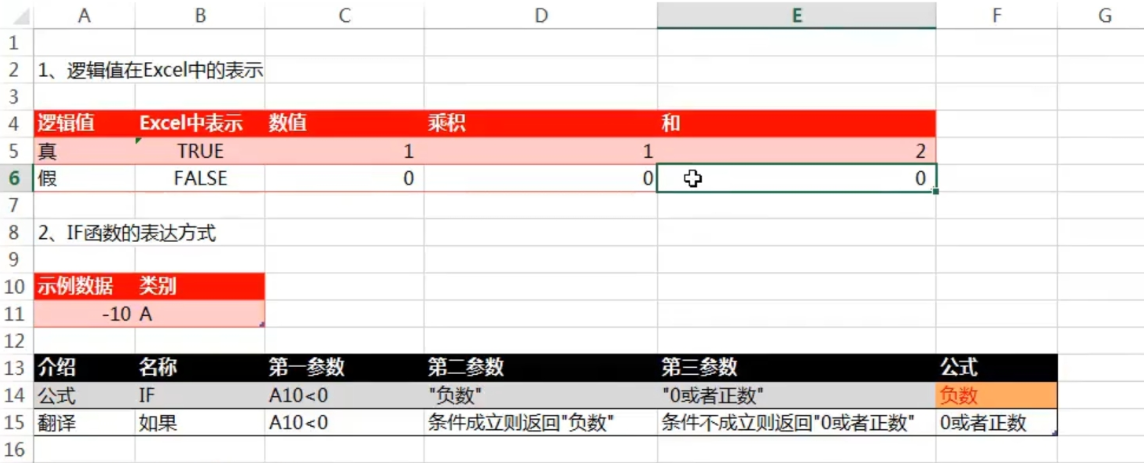 A B C D E F G
1
2 1、逻辑值在Excel中的表示
3
4 逻辑值 Excel中表示 数值 乘积 和
5 真 TRUE 1 1 2
6 假 FALSE 0 0 0
7
8 2、IF函数的表达方式
9
10 示例数据 类别
11 -10 A
12
13 介绍 名称 第一参数 第二参数 第三参数 公式
14 公式 IF A10<0 "负数" "0或者正数" 负数
15 翻译 如果 A10<0 条件成立则返回"负数" 条件不成立则返回"0或者正数" 0或者正数
16